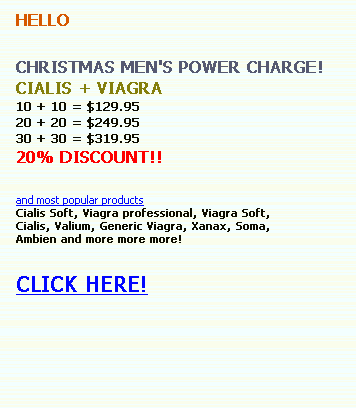 HELLO
CHRISTMAS MEN'S POWER CHARGE!
CIALIS + VIAGRA
10 + 10 = $129.95
20 + 20 = $249.95
30 + 30 = $319.95
20% DISCOUNT!!
and most popular products
Cialis Soft, Viagra professional, Viagra Soft,
Cialis, Valium, Generic Viagra, Xanax, Soma,
Ambien and more more more!
CLICK HERE!